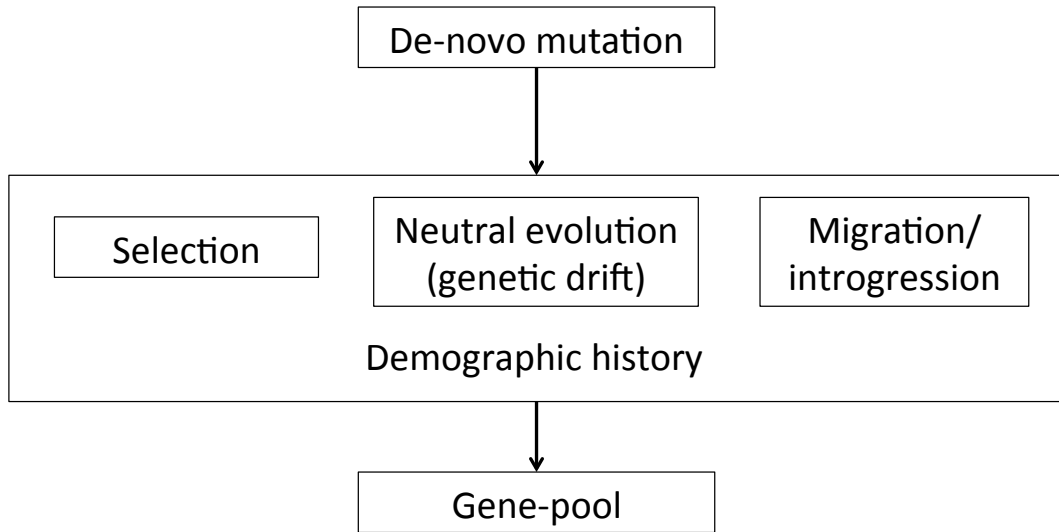 De-novo mutation
Selection
Neutral evolution
(genetic drift)
Migration/
introgression
Demographic history
Gene-pool